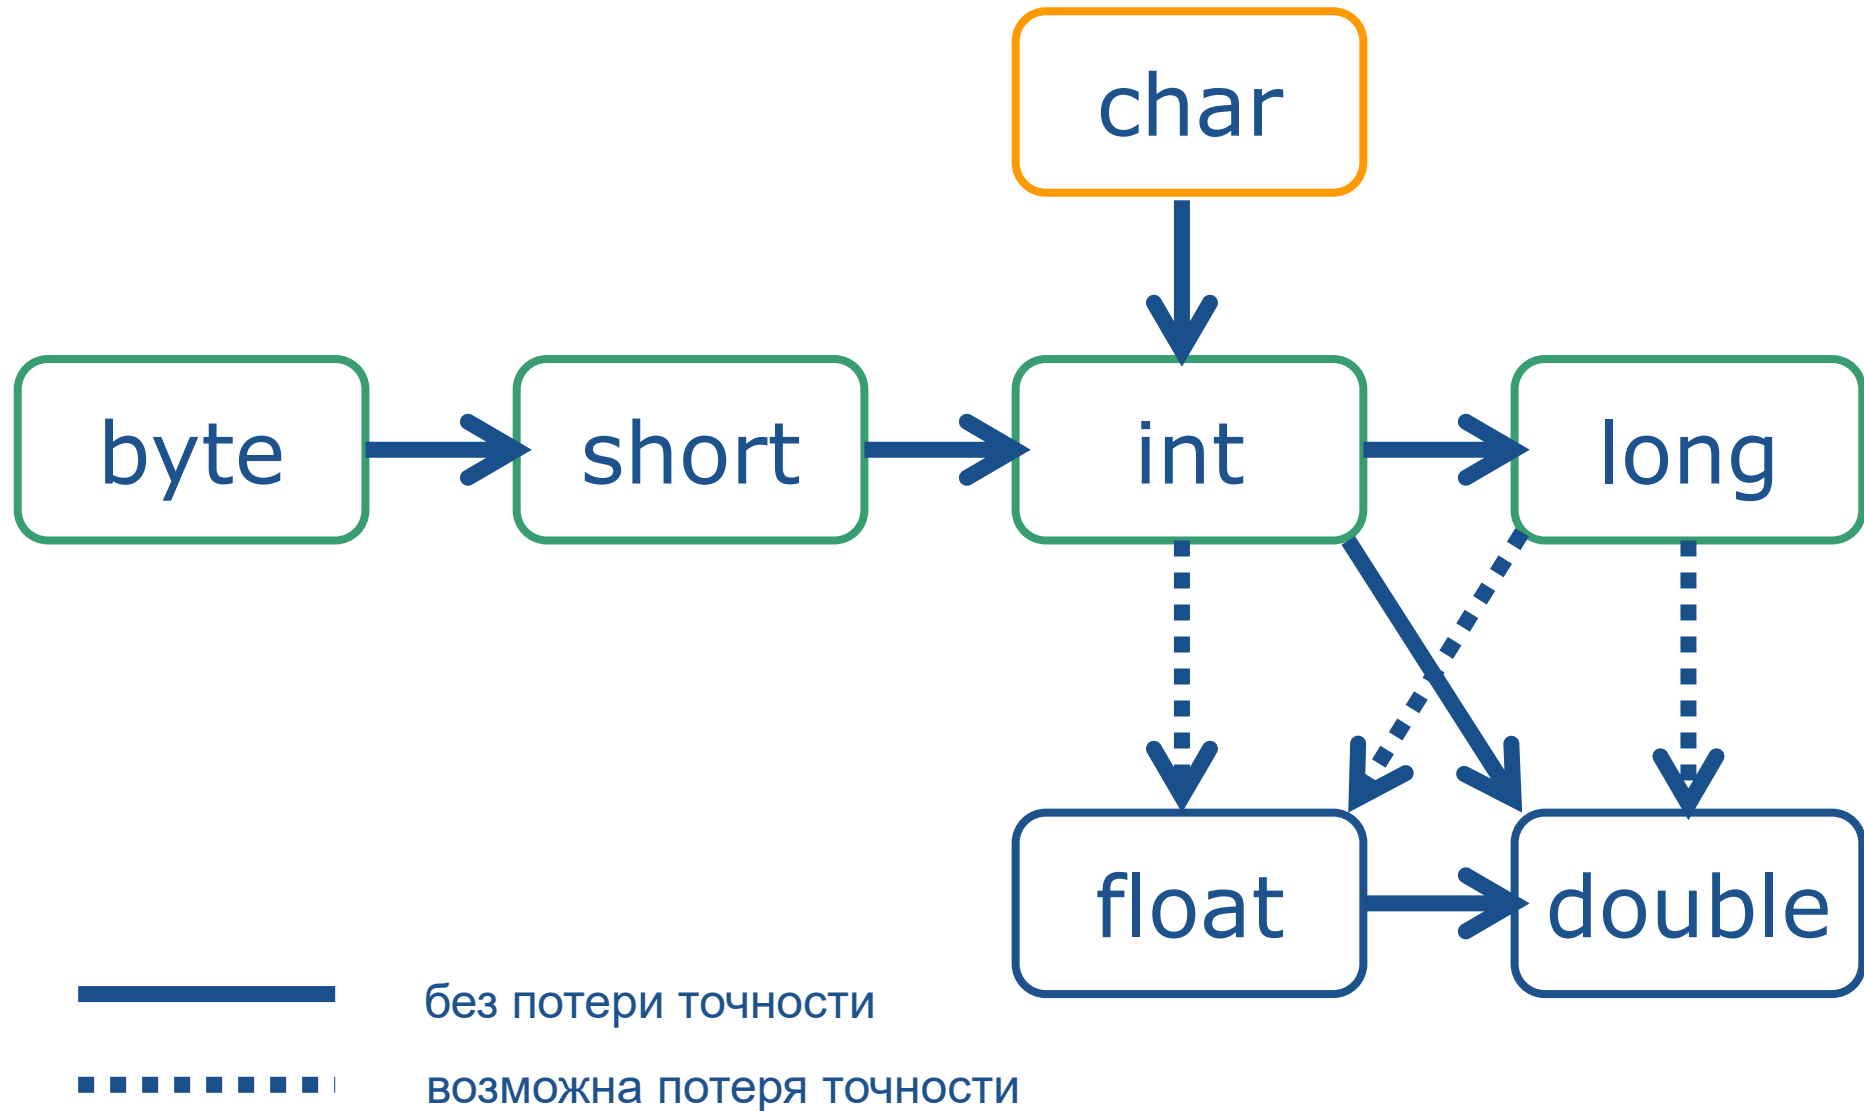 char
byte
short
int
long
float
double
без потери точности
возможна потеря точности